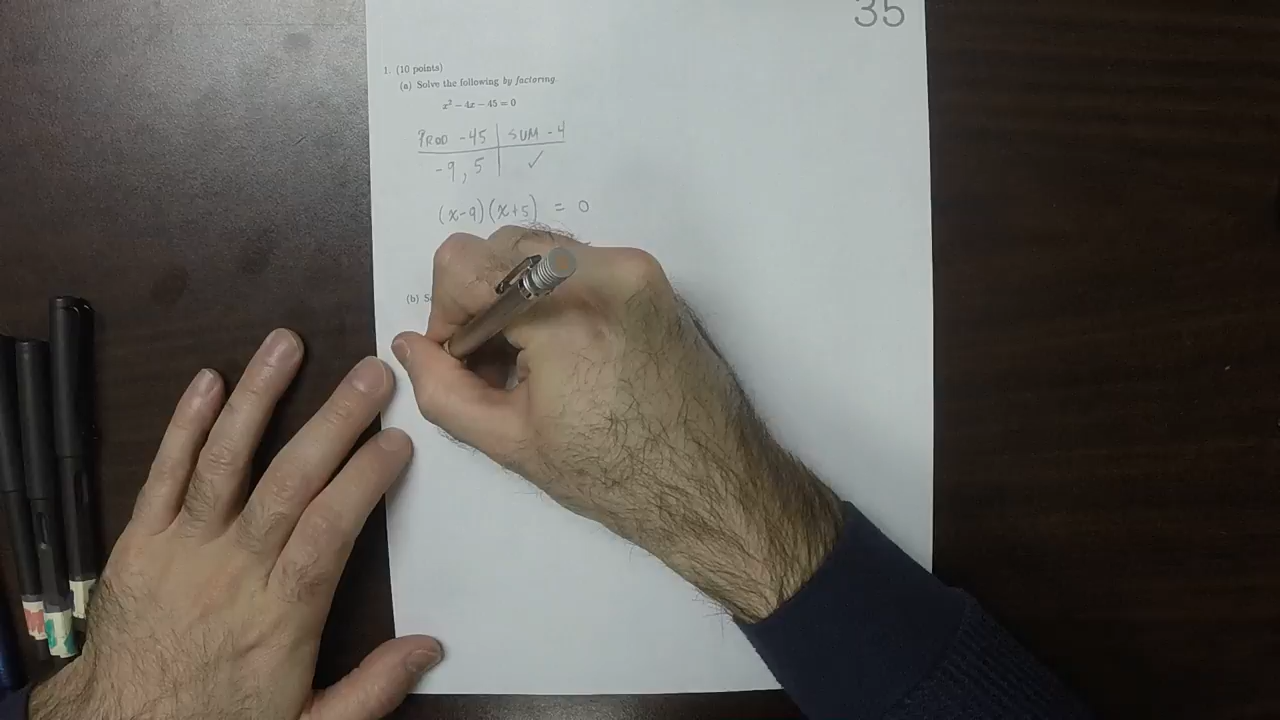 35
1. (10 points)
(a) Solve the following by factoring.
x² − 4x − 45 = 0
PROD -45 | SUM -4
-9, 5 | ✓
(x-9)(x+5) = 0
(b)